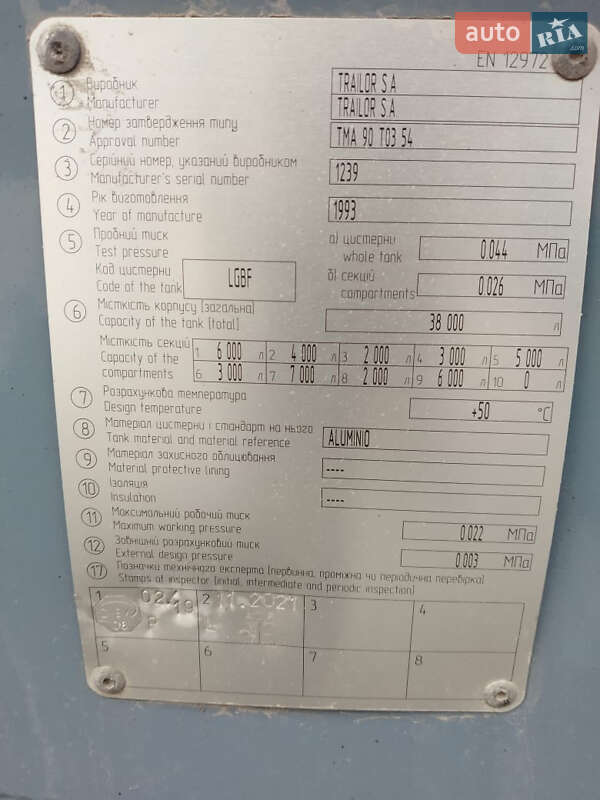 auto RIA .com
EN 12972
1 Виробник TRAILOR S.A
Manufacturer TRAILOR S.A
2 Номер затвердження типу
Approval number TMA 90 T03 54
3 Серійний номер, указаний виробником
Manufacturer's serial number 1239
4 Рік виготовлення
Year of manufacture 1993
5 Пробний тиск а) цистерни
Test pressure whole tank 0.044 МПа
Код цистерни б) секцій
Code of the tank LGBF compartments 0.026 МПа
6 Місткість корпусу (загальна)
Capacity of the tank (total) 38 000 л
Місткість секцій 1 6 000 л 2 4 000 л 3 2 000 л 4 3 000 л 5 5 000 л
Capacity of the compartments 6 3 000 л 7 7 000 л 8 2 000 л 9 6 000 л 10 0 л
7 Розрахункова температура
Design temperature +50 °C
8 Матеріал цистерни і стандарт на нього
Tank material and material reference ALUMINIO
9 Матеріал захисного облицювання
Material protective lining ----
10 Ізоляція
Insulation ----
11 Максимальний робочий тиск
Maximum working pressure 0.022 МПа
12 Зовнішній розрахунковий тиск
External design pressure 0.003 МПа
17 Позначки технічного експерта (первинна, проміжна чи періодична перевірка)
Stamps of inspector (initial, intermediate and periodic inspection)
1 02 19 P 2 11.2021 3 4
5 6 7 8